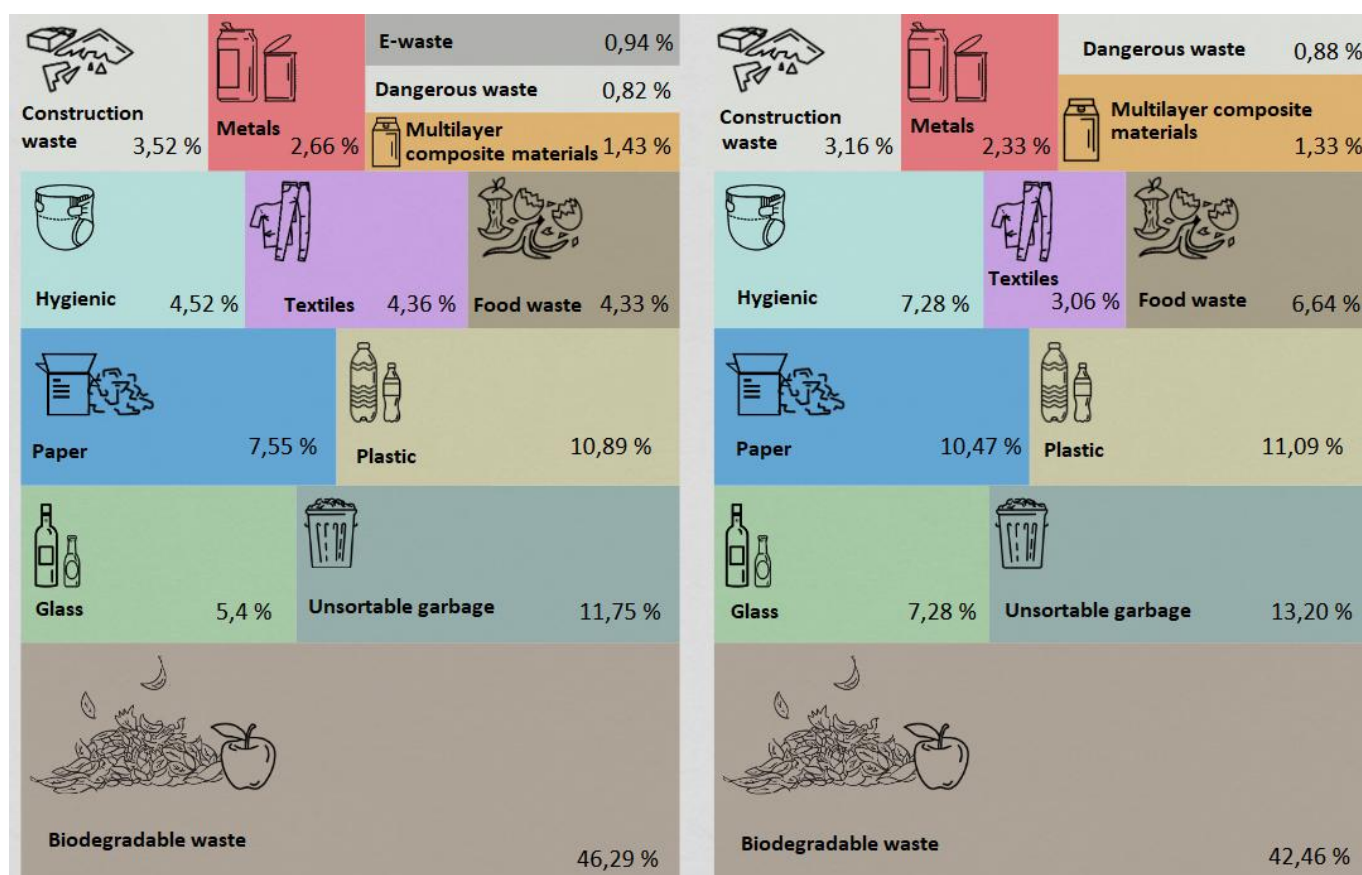 E-waste 0,94 %
Dangerous waste 0,82 %
Construction
waste 3,52 %
Metals 2,66 %
Multilayer
composite materials 1,43 %
Hygienic 4,52 %
Textiles 4,36 %
Food waste 4,33 %
Paper 7,55 %
Plastic 10,89 %
Glass 5,4 %
Unsortable garbage 11,75 %
Biodegradable waste
46,29 %
Dangerous waste 0,88 %
Construction
waste 3,16 %
Metals 2,33 %
Multilayer composite
materials 1,33 %
Hygienic 7,28 %
Textiles
3,06 %
Food waste 6,64 %
Paper 10,47 %
Plastic 11,09 %
Glass 7,28 %
Unsortable garbage 13,20 %
Biodegradable waste
42,46 %